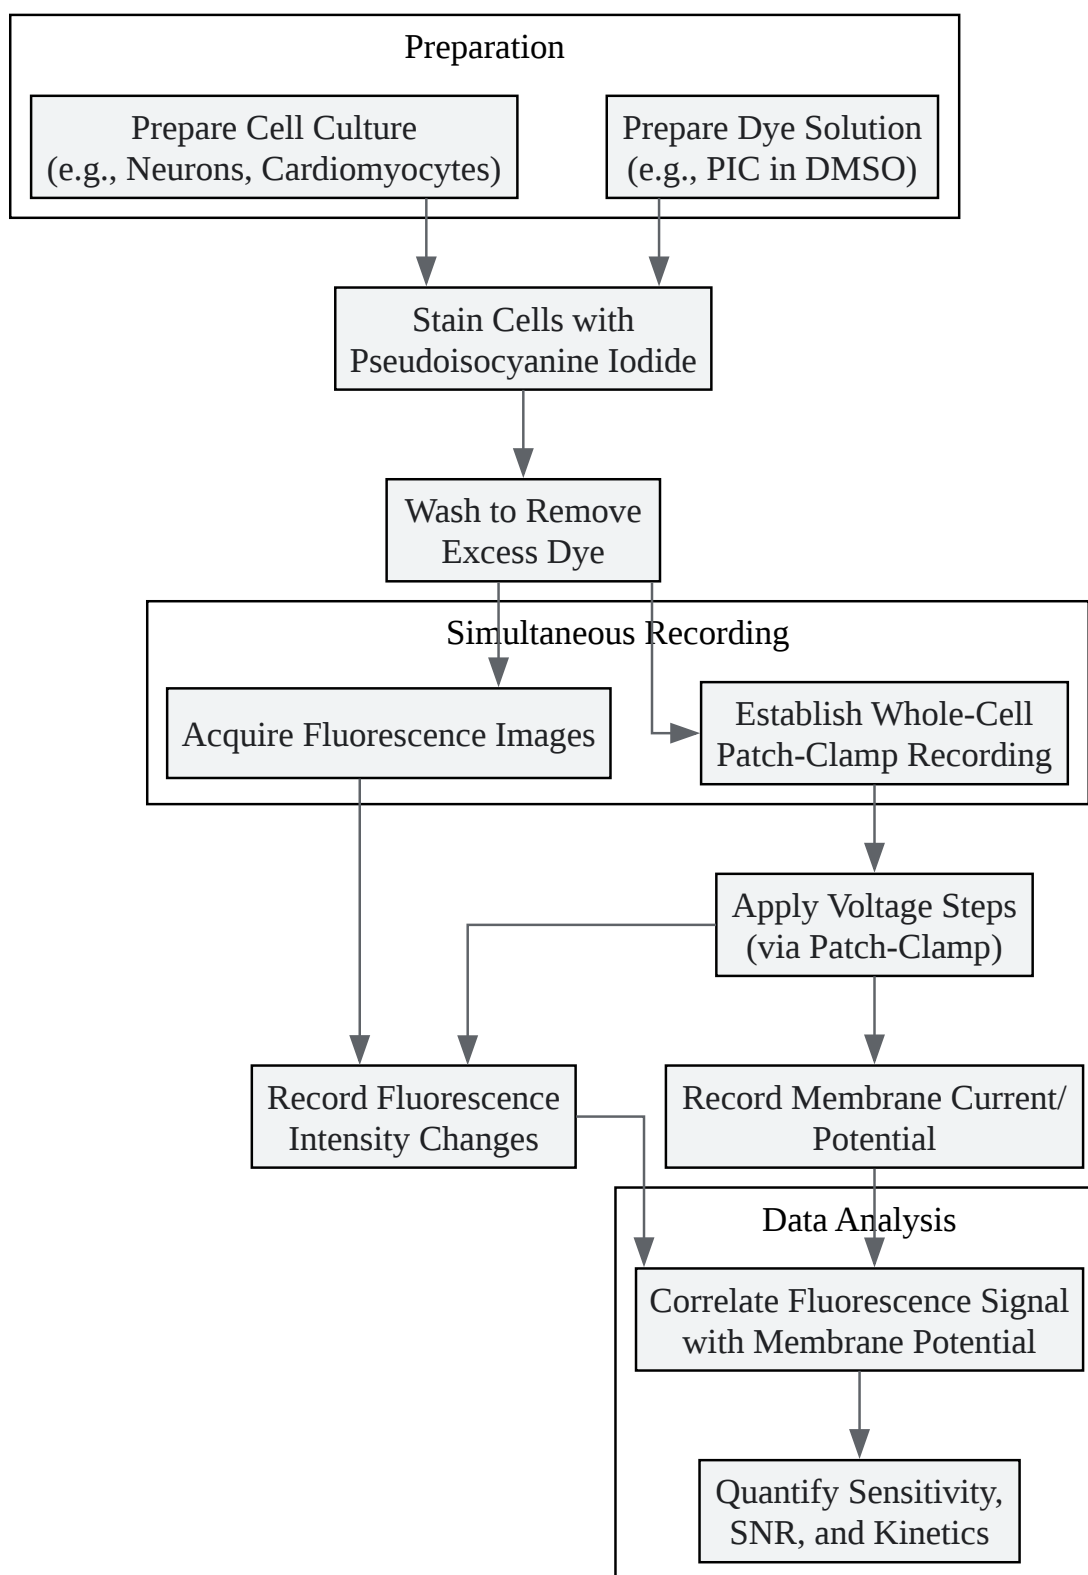 Preparation
Prepare Cell Culture
(e.g., Neurons, Cardiomyocytes)
Prepare Dye Solution
(e.g., PIC in DMSO)
Stain Cells with
Pseudoisocyanine Iodide
Wash to Remove
Excess Dye
Simultaneous Recording
Acquire Fluorescence Images
Establish Whole-Cell
Patch-Clamp Recording
Apply Voltage Steps
(via Patch-Clamp)
Record Fluorescence
Intensity Changes
Record Membrane Current/
Potential
Data Analysis
Correlate Fluorescence Signal
with Membrane Potential
Quantify Sensitivity,
SNR, and Kinetics